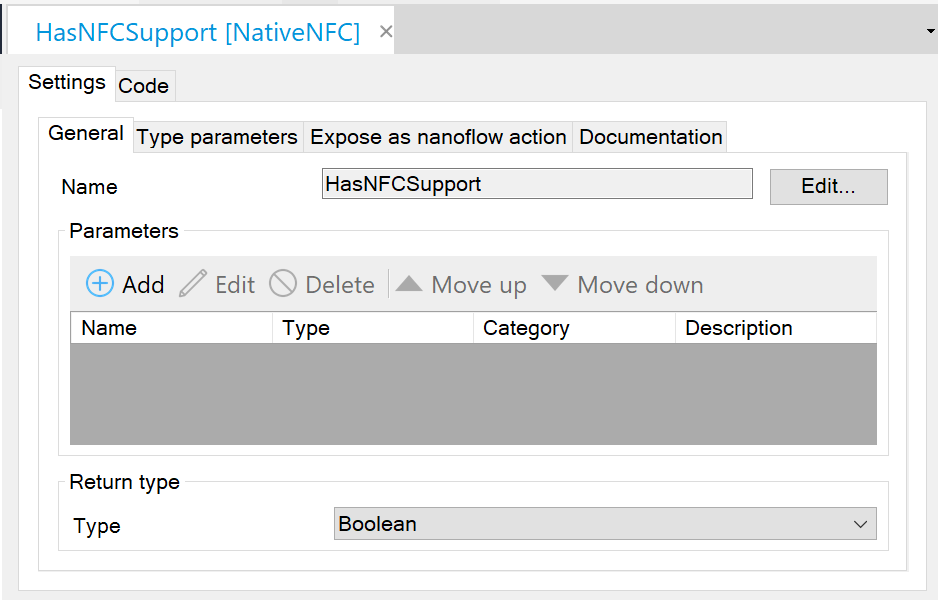 HasNFCSupport [NativeNFC]
Settings Code
General Type parameters Expose as nanoflow action Documentation
Name HasNFCSupport Edit...
Parameters
Add Edit Delete Move up Move down
Name Type Category Description
Return type
Type Boolean